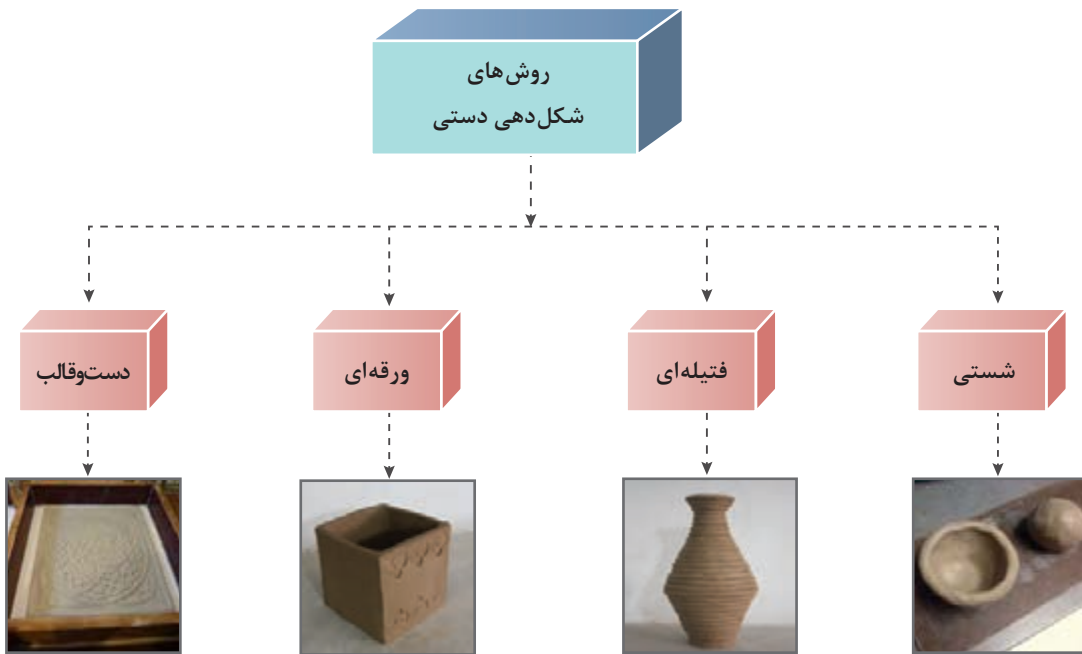 روش‌های
شکل‌دهی دستی
شستی
فتیله‌ای
ورقه‌ای
دست‌وقالب